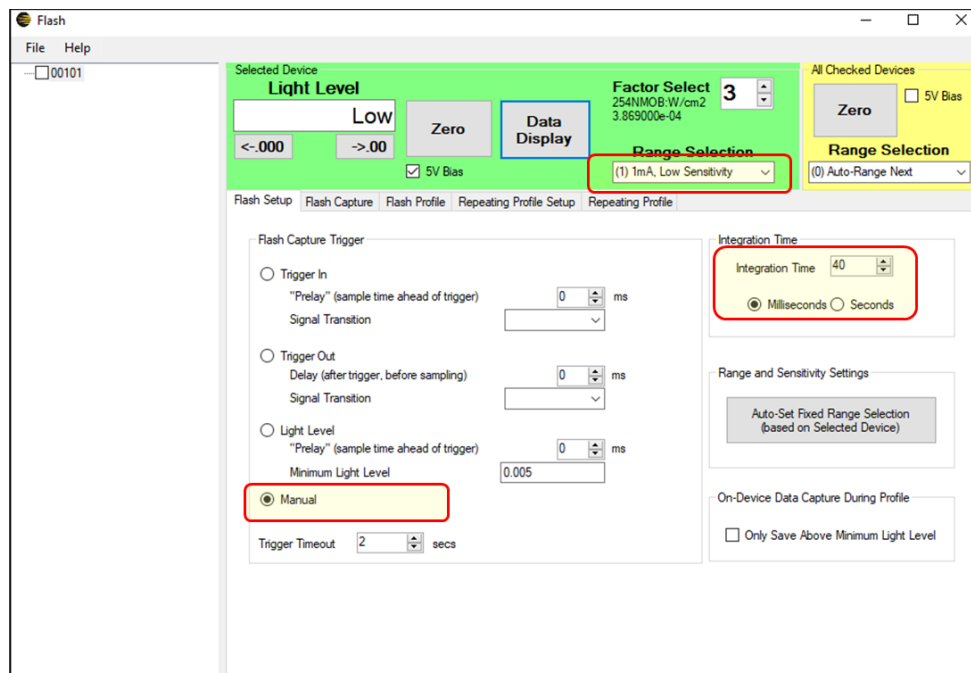 Flash
File Help
00101
Selected Device
Light Level
Low
<-.000
->.00
Zero
5V Bias
Data
Display
Factor Select
254NMOB:W/cm2
3.869000e-04
3
Range Selection
(1) 1mA, Low Sensitivity
All Checked Devices
Zero
5V Bias
Range Selection
(0) Auto-Range Next
Flash Setup Flash Capture Flash Profile Repeating Profile Setup Repeating Profile
Flash Capture Trigger
Trigger In
"Prelay" (sample time ahead of trigger) 0 ms
Signal Transition
Trigger Out
Delay (after trigger, before sampling) 0 ms
Signal Transition
Light Level
"Prelay" (sample time ahead of trigger) 0 ms
Minimum Light Level 0.005
Manual
Trigger Timeout 2 secs
Integration Time
Integration Time 40
Milliseconds Seconds
Range and Sensitivity Settings
Auto-Set Fixed Range Selection
(based on Selected Device)
On-Device Data Capture During Profile
Only Save Above Minimum Light Level